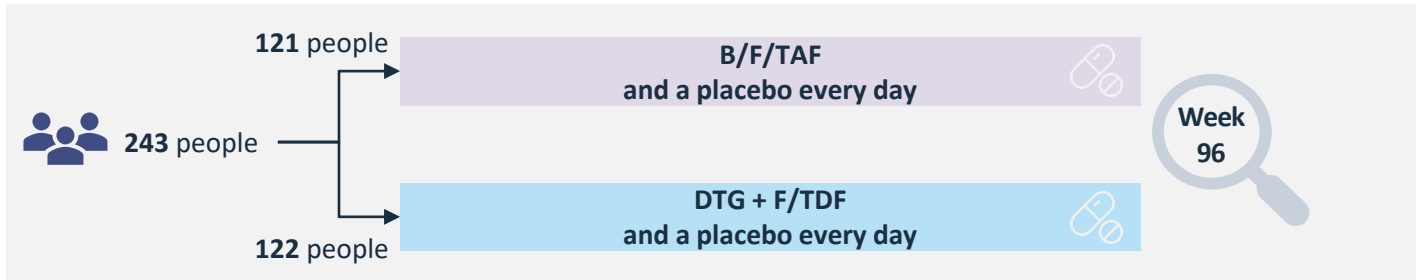 121 people
B/F/TAF
and a placebo every day
243 people
Week
96
DTG + F/TDF
and a placebo every day
122 people